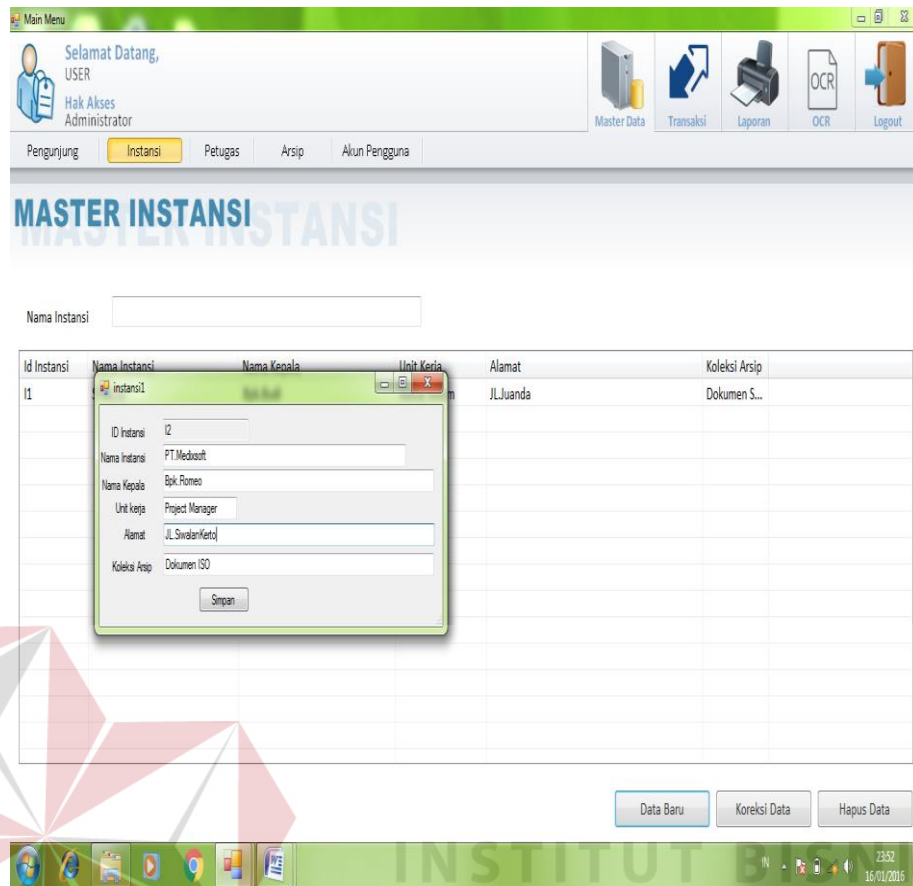 Main Menu
Selamat Datang,
USER
Hak Akses
Administrator
Master Data Transaksi Laporan OCR OCR Logout
Pengunjung Instansi Petugas Arsip Akun Pengguna
MASTER INSTANSI
Nama Instansi
Id Instansi Nama Instansi Nama Kepala Unit Kerja Alamat Koleksi Arsip
I1 JL.Juanda Dokumen S...
instansi1
ID Instansi I2
Nama Instansi PT.Medixsoft
Nama Kepala Bpk.Romeo
Unit kerja Project Manager
Alamat JL.SiwalanKerto
Koleksi Arsip Dokumen ISO
Simpan
Data Baru Koreksi Data Hapus Data
INSTITUT BISNI
IN 23:52
16/01/2016